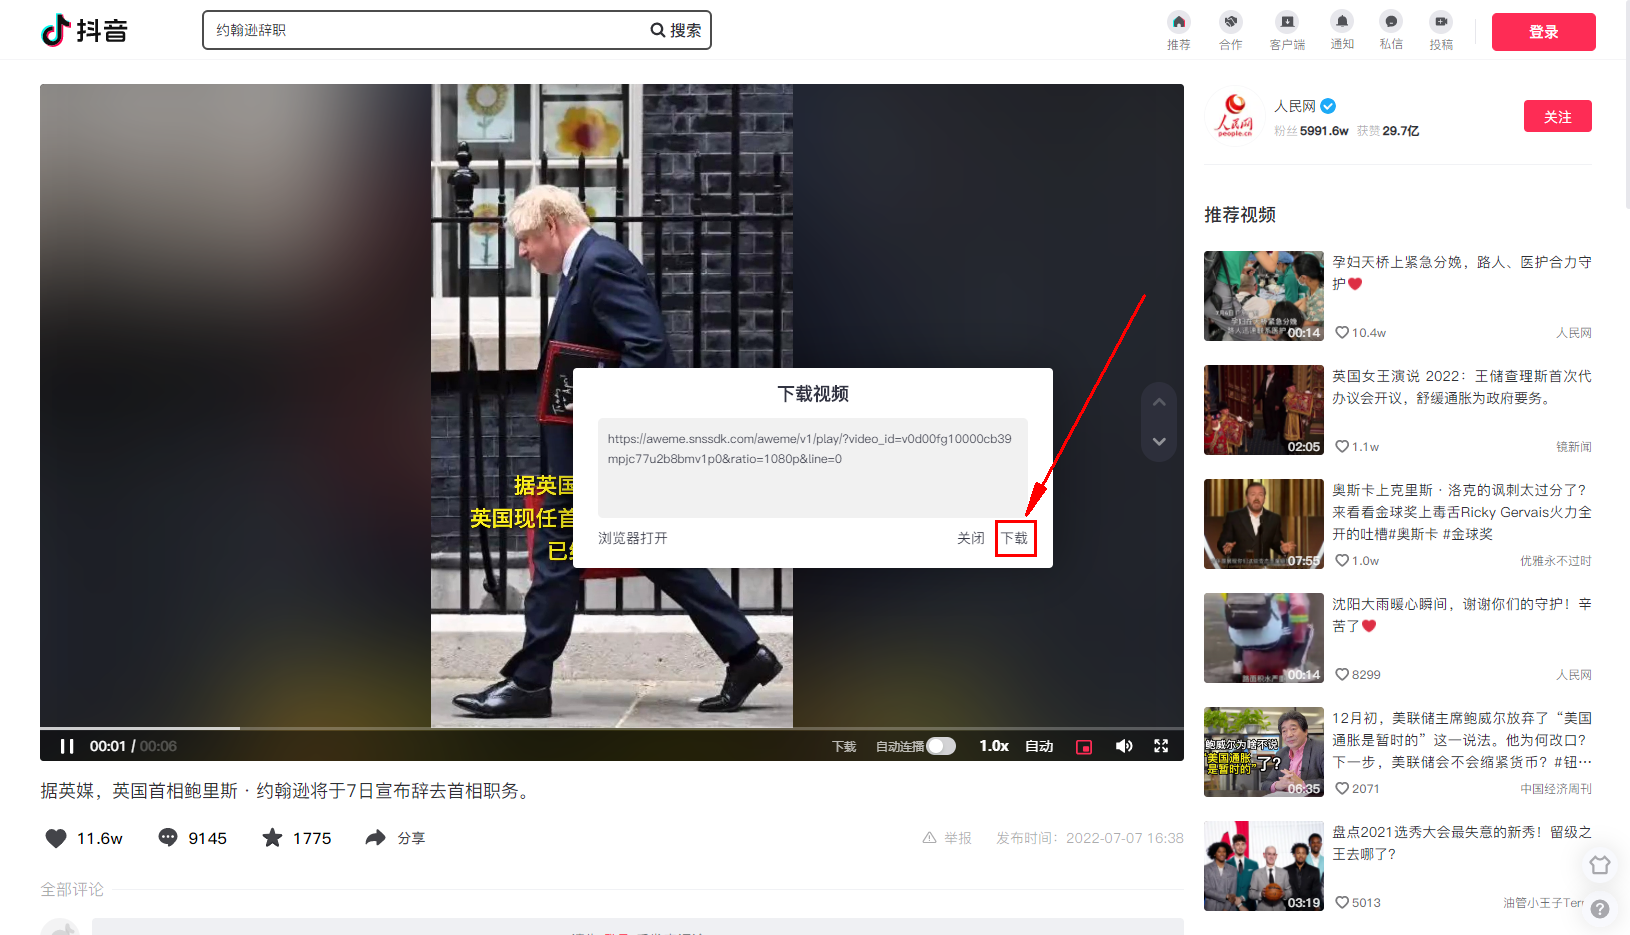 抖音
约翰逊辞职
搜索
推荐
合作
客户端
通知
私信
投稿
登录
据英国
英国现任首
已经
下载视频
https://aweme.snssdk.com/aweme/v1/play/?video_id=v0d00fg10000cb39
mpjc77u2b8bmv1p0&ratio=1080p&line=0
浏览器打开
关闭
下载
00:01 / 00:06
下载
自动连播
1.0x
自动
据英媒，英国首相鲍里斯·约翰逊将于7日宣布辞去首相职务。
11.6w
9145
1775
分享
举报
发布时间：2022-07-07 16:38
全部评论
人民网
people.cn
人民网
粉丝 5991.6w 获赞 29.7亿
关注
推荐视频
00:14
孕妇天桥上紧急分娩，路人、医护合力守
护❤
10.4w
人民网
02:05
英国女王演说 2022：王储查理斯首次代
办议会开议，舒缓通胀为政府要务。
1.1w
镜新闻
07:55
奥斯卡上克里斯·洛克的讽刺太过分了？
来看看金球奖上毒舌Ricky Gervais火力全
开的吐槽#奥斯卡 #金球奖
1.0w
优雅永不过时
00:14
沈阳大雨暖心瞬间，谢谢你们的守护！辛
苦了❤
8299
人民网
鲍威尔为啥不说
“美国通胀
是暂时的”
了？
06:35
12月初，美联储主席鲍威尔放弃了“美国
通胀是暂时的”这一说法。他为何改口？
下一步，美联储会不会缩紧货币？#钮…
2071
中国经济周刊
03:19
盘点2021选秀大会最失意的新秀！留级之
王去哪了？
5013
油管小王子Terr